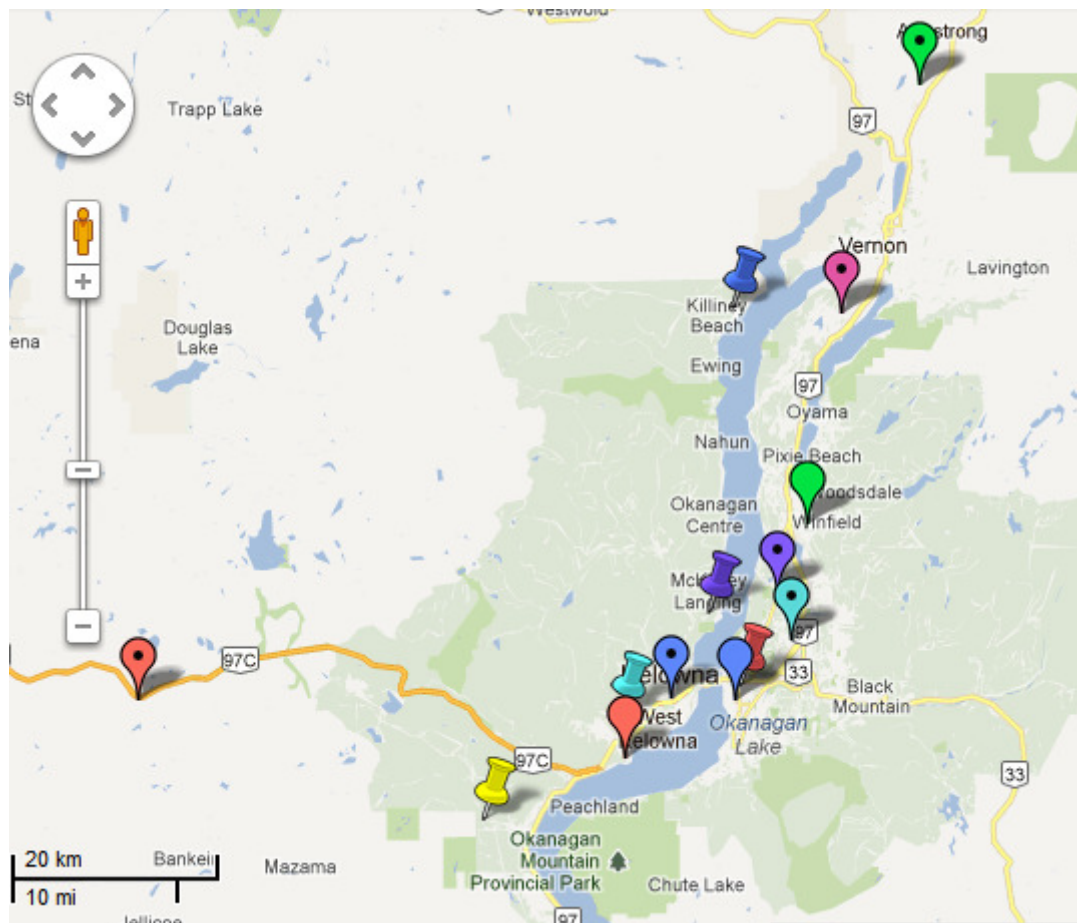 Westwold
Armstrong
St
Trapp Lake
97
Vernon
Lavington
Killiney
Beach
ena
Douglas
Lake
Ewing
97
Oyama
Nahun
Pixie Beach
Woodsdale
Okanagan
Centre
Winfield
Landing
97
97C
33
Kelowna
Black
Mountain
West
Kelowna
Okanagan
Lake
97C
33
Peachland
20 km
10 mi
Mazama
Okanagan
Mountain
Provincial Park
Chute Lake
97